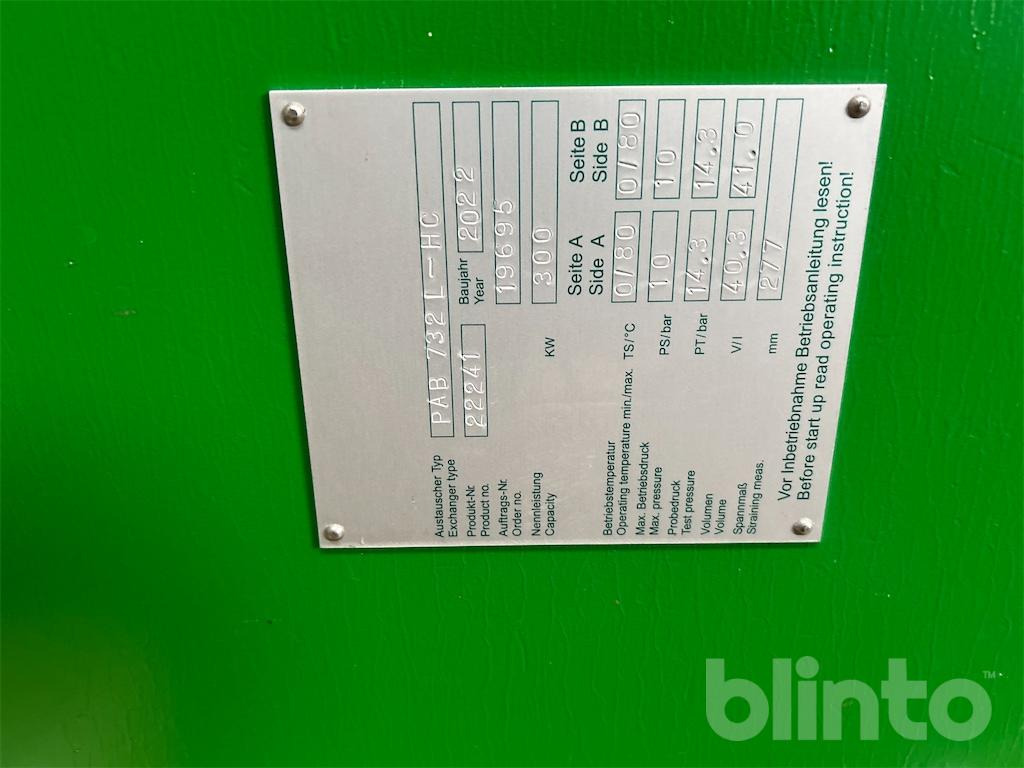 Austauscher Typ
Exchanger type PAB 732 L-HC
Produkt-Nr. Baujahr
Product no. 22241 Year 2022
Auftrags-Nr.
Order no. 19695
Nennleistung
Capacity KW 300
Seite A Seite B
Side A Side B
Betriebstemperatur
Operating temperature min./max. TS/°C 0/80 0/80
Max. Betriebsdruck
Max. pressure PS/bar 10 10
Probedruck
Test pressure PT/bar 14.3 14.3
Volumen
Volume V/l 40.3 41.0
Spannmaß
Straining meas. mm 277
Vor Inbetriebnahme Betriebsanleitung lesen!
Before start up read operating instruction!
blinto™